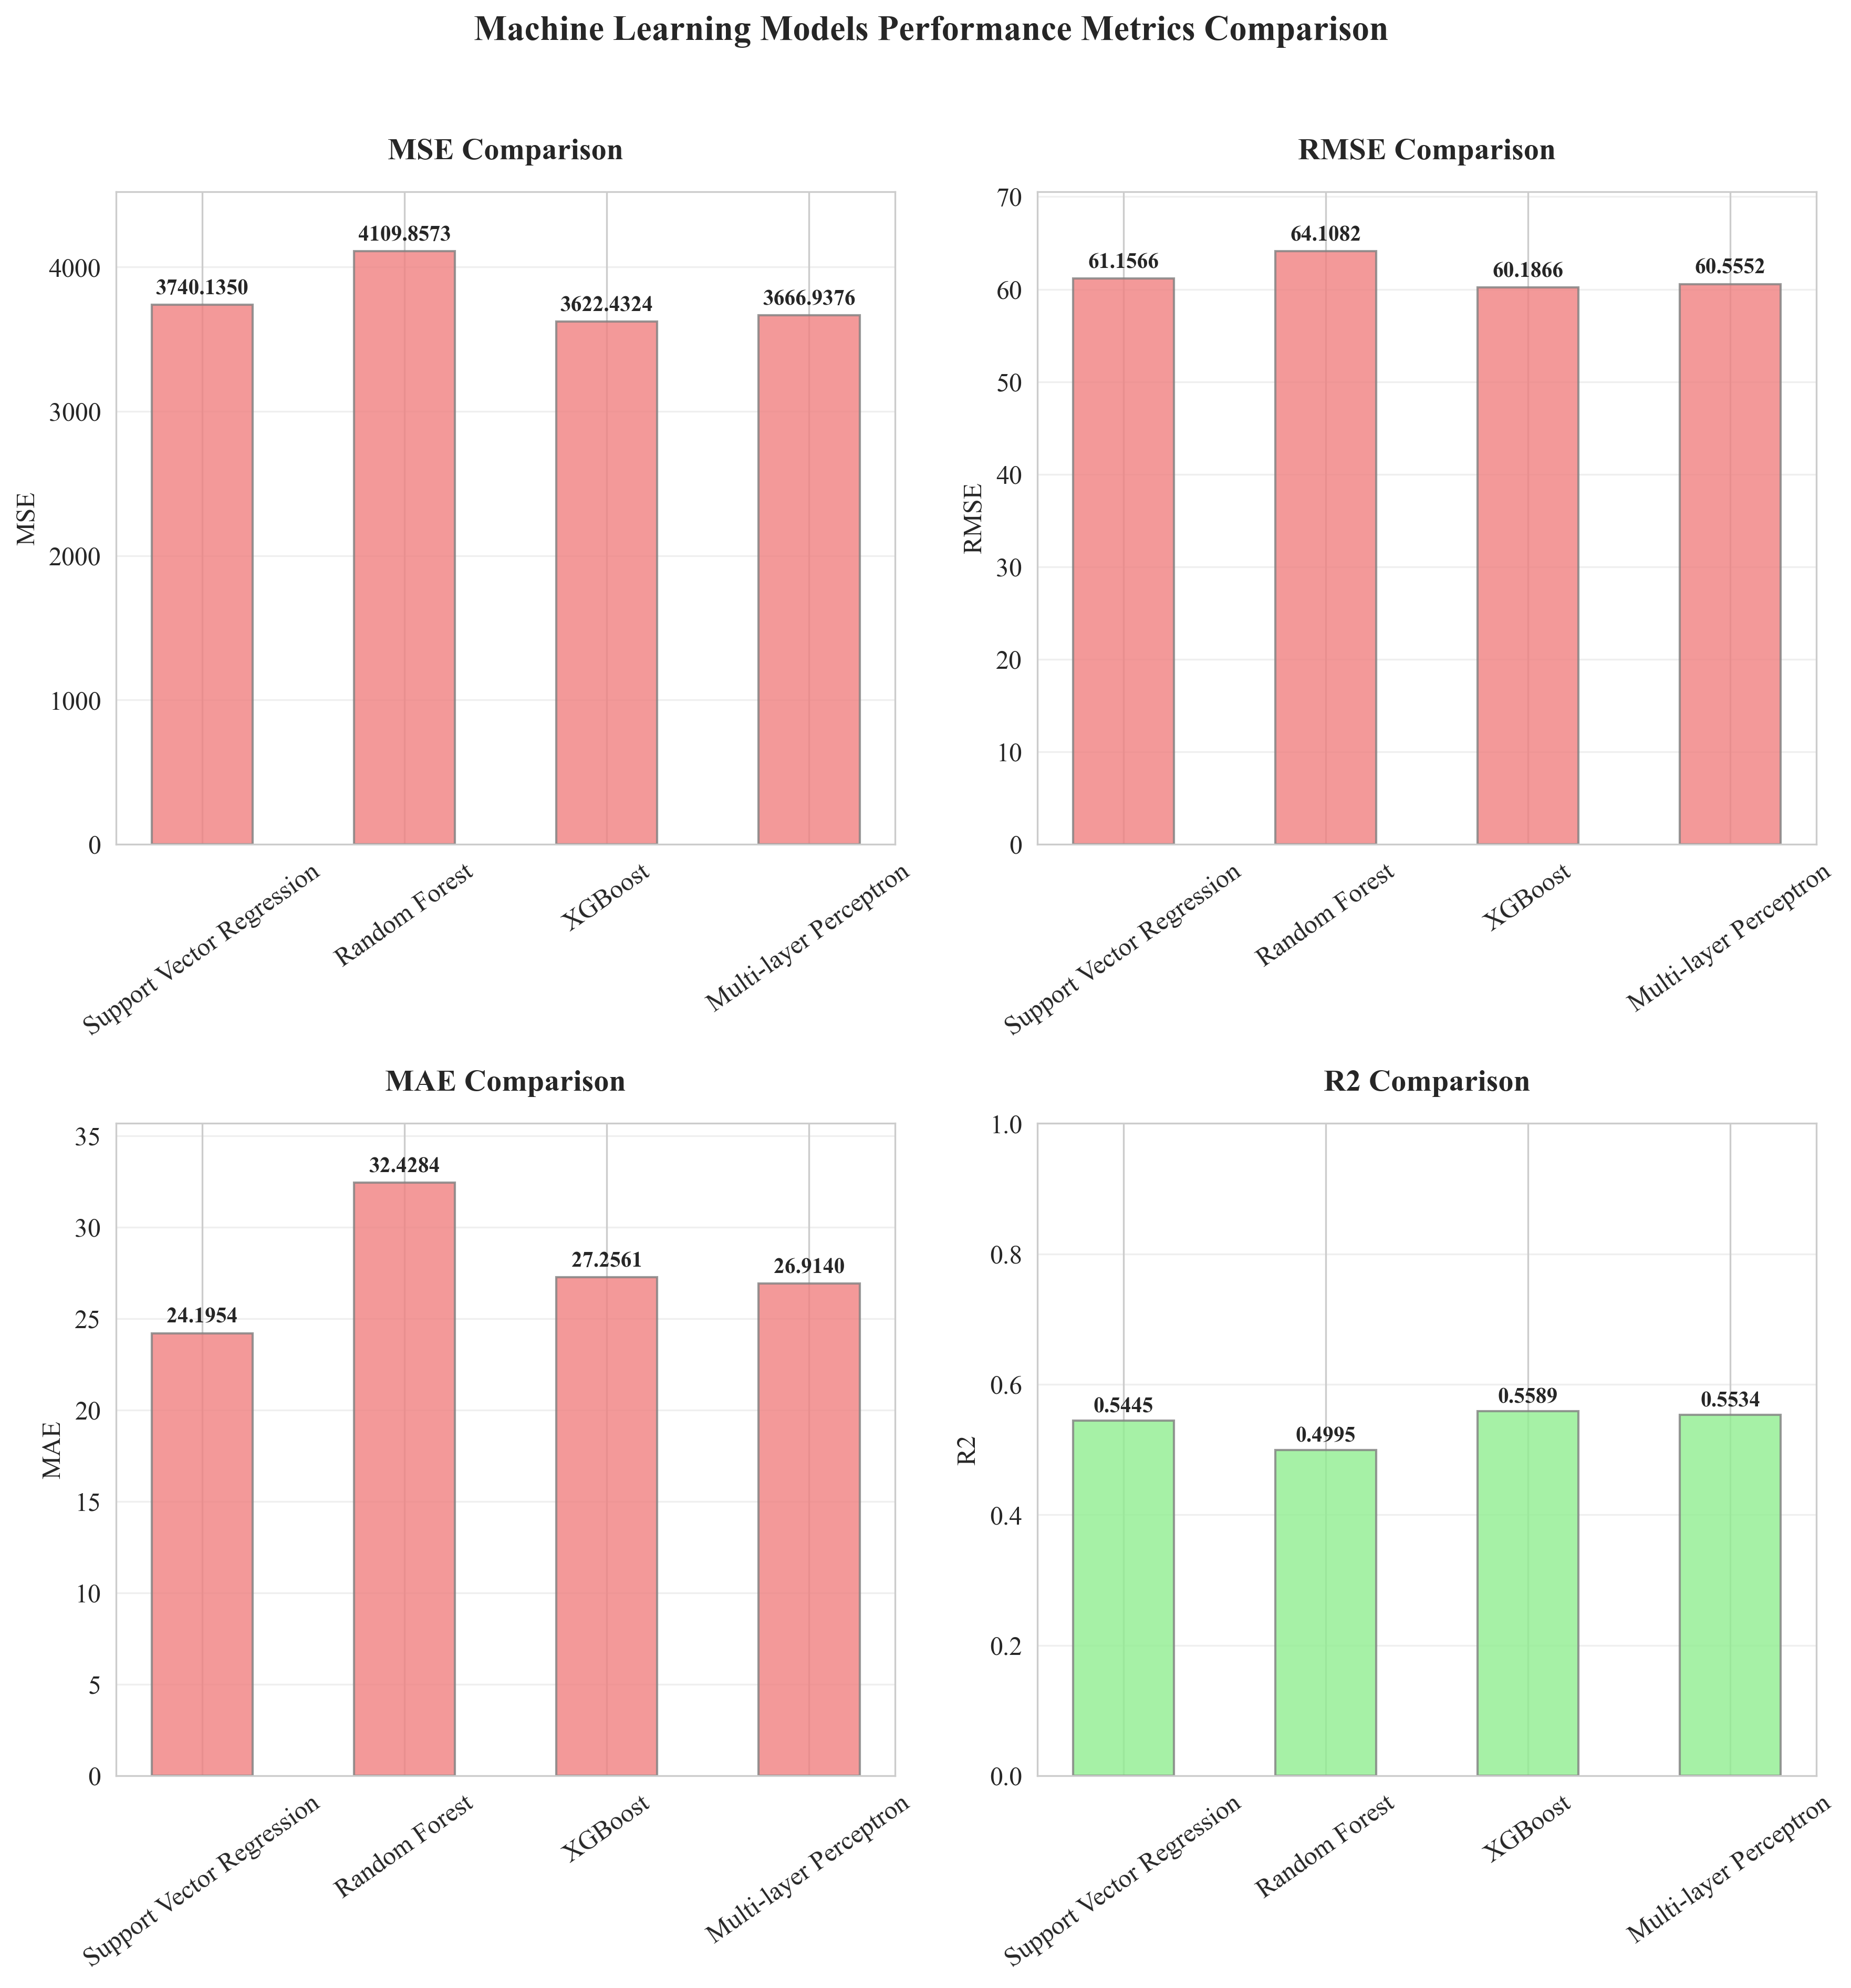 Machine Learning Models Performance Metrics Comparison
MSE Comparison
MSE
4000
3000
2000
1000
0
3740.1350
4109.8573
3622.4324
3666.9376
Support Vector Regression
Random Forest
XGBoost
Multi-layer Perceptron
RMSE Comparison
RMSE
70
60
50
40
30
20
10
0
61.1566
64.1082
60.1866
60.5552
Support Vector Regression
Random Forest
XGBoost
Multi-layer Perceptron
MAE Comparison
MAE
35
30
25
20
15
10
5
0
24.1954
32.4284
27.2561
26.9140
Support Vector Regression
Random Forest
XGBoost
Multi-layer Perceptron
R2 Comparison
R2
1.0
0.8
0.6
0.4
0.2
0.0
0.5445
0.4995
0.5589
0.5534
Support Vector Regression
Random Forest
XGBoost
Multi-layer Perceptron